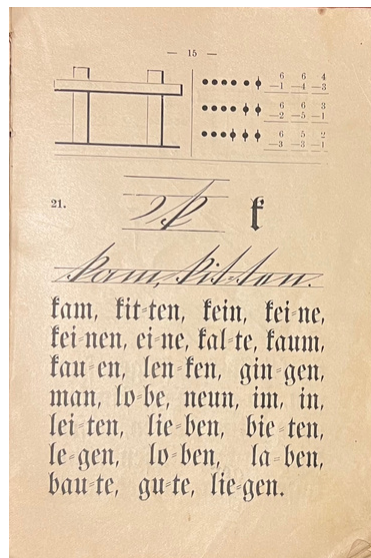 — 15 —
6 6 4
—1 —4 —3
6 6 3
—2 —5 —1
6 5 2
—3 —3 —1
21.
k k
kam, kit-ten.
kam, kit-ten, kein, kei-ne,
kei-nen, ei-ne, kal-te, kaum,
kau-en, len-ken, gin-gen,
man, lo-be, neun, im, in,
lei-ten, lie-ben, bie-ten,
le-gen, lo-ben, la-ben,
bau-te, gu-te, lie-gen.